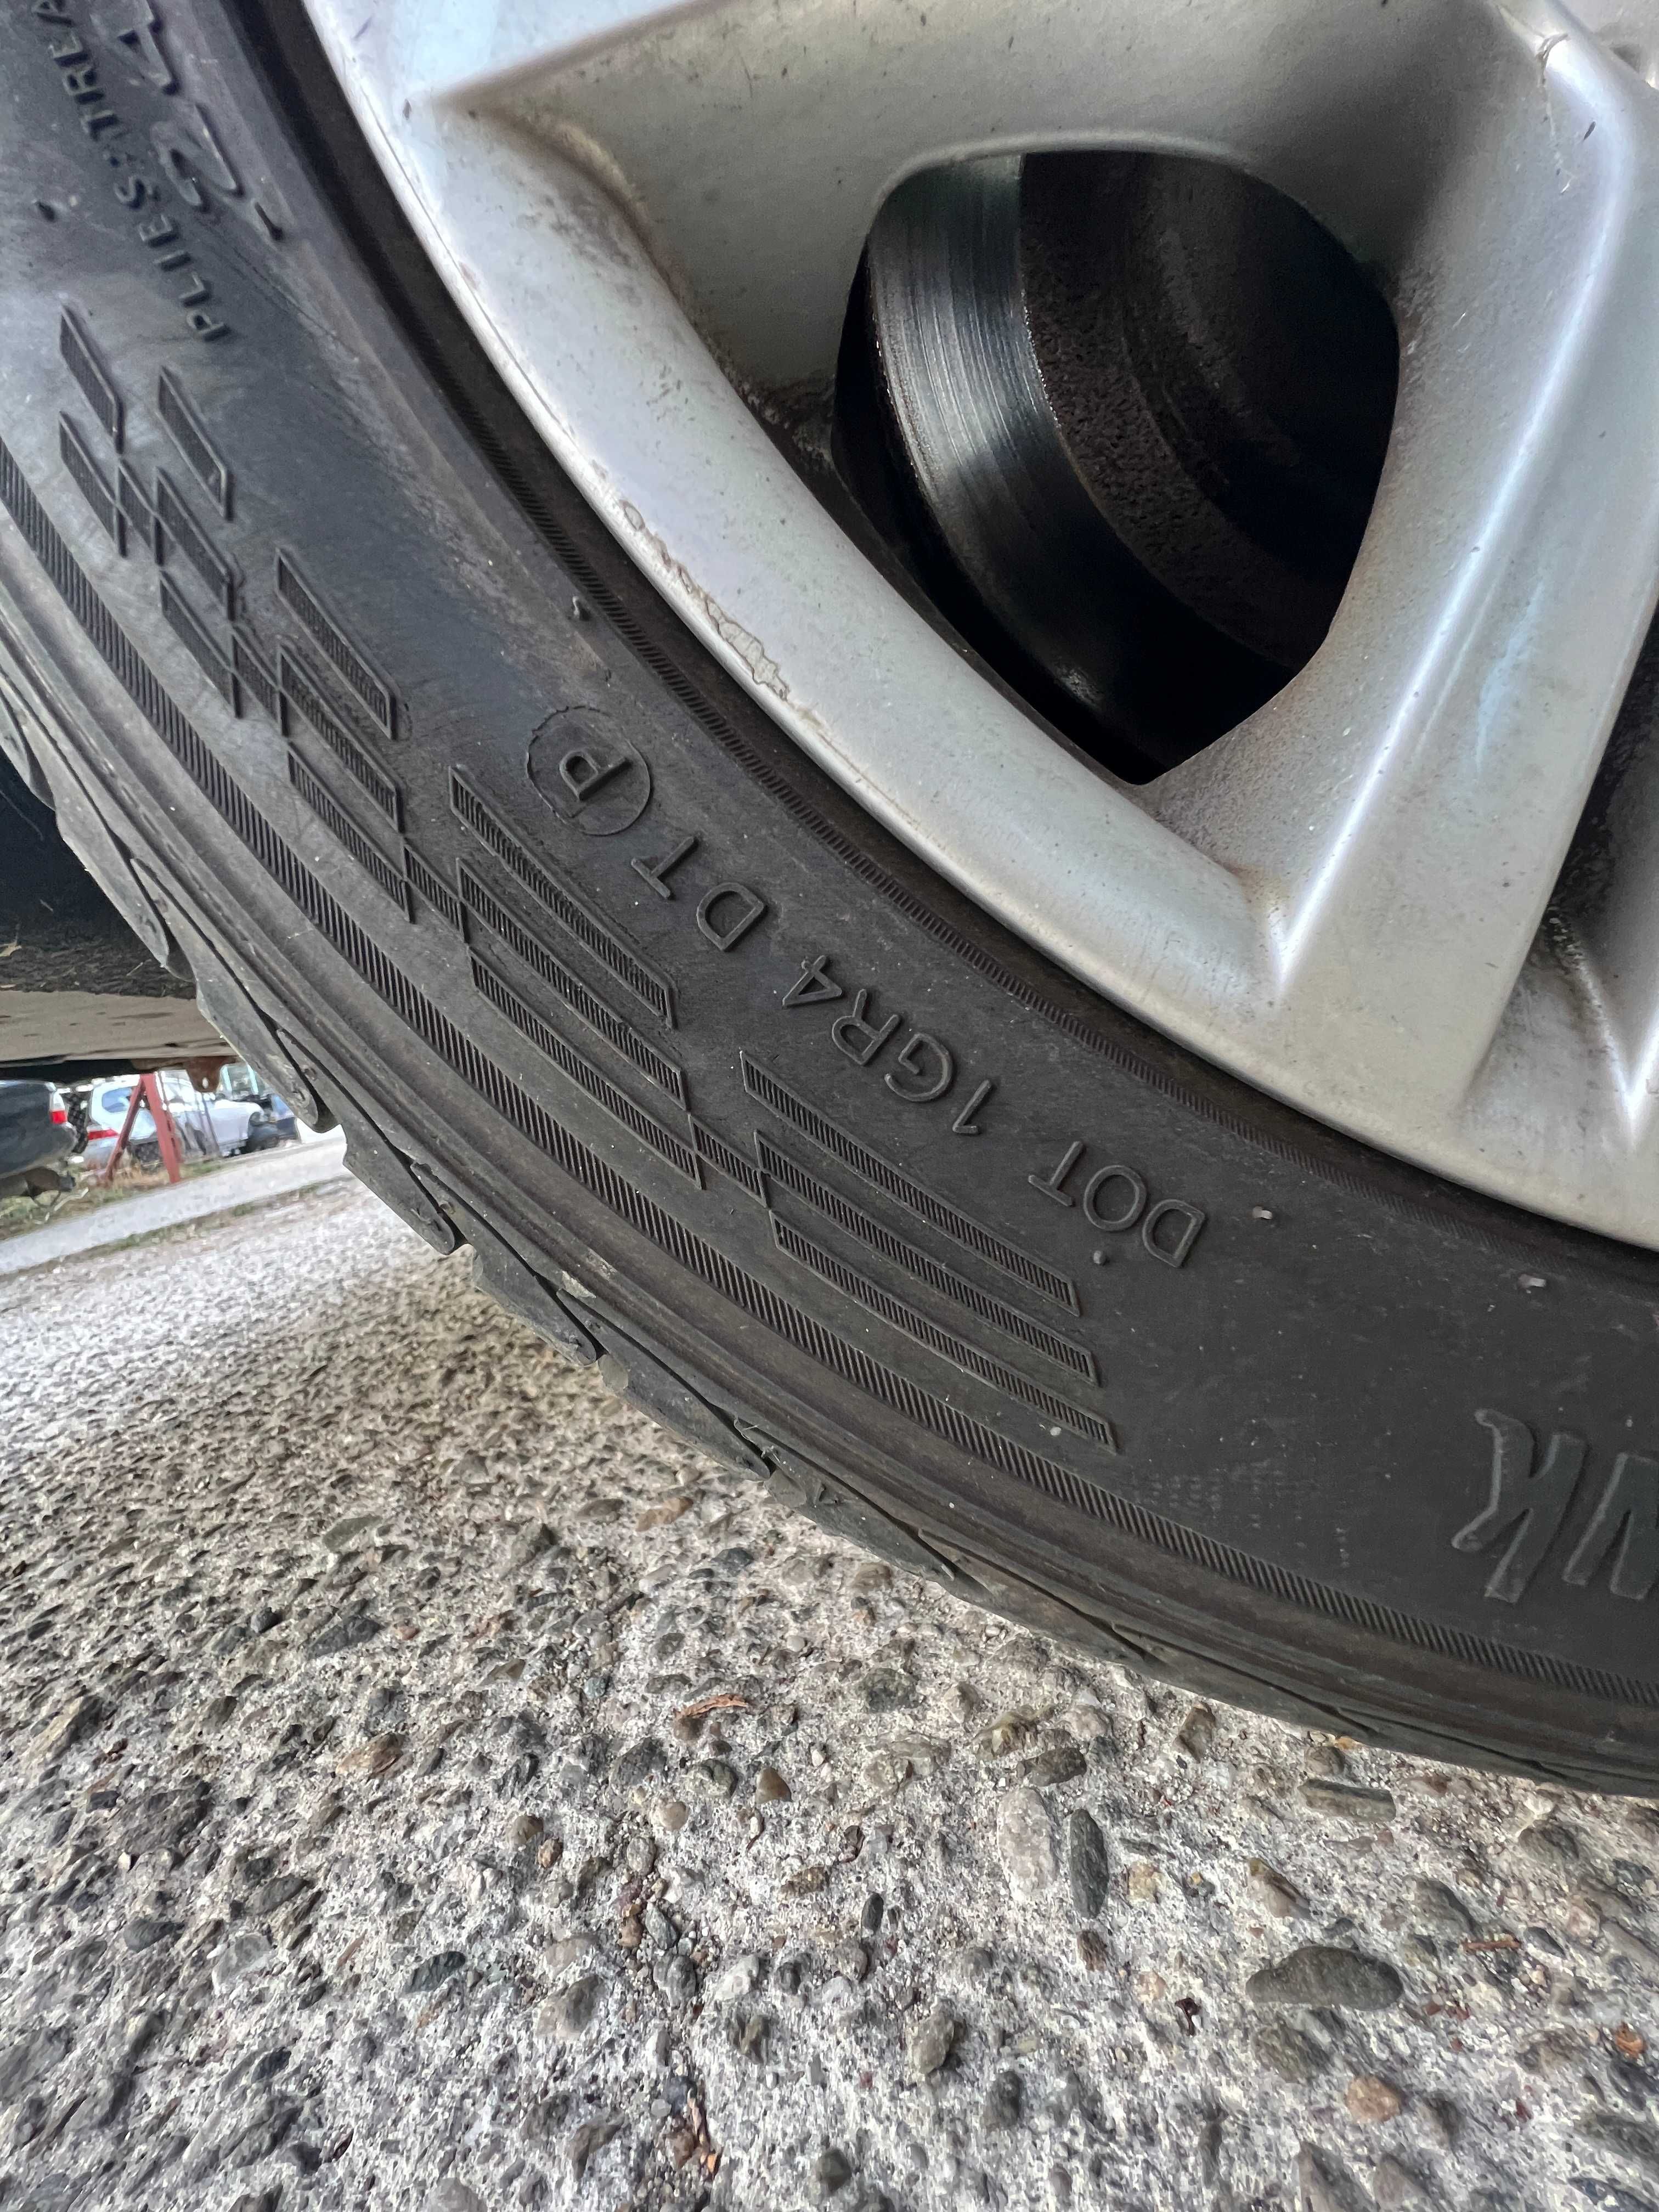 DOT 1GR4 DT P
PLIES: TREA